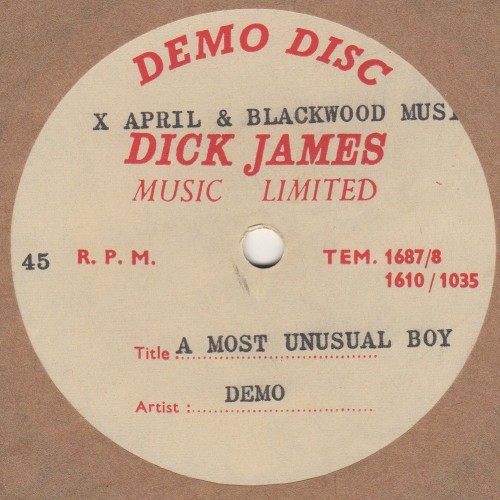 DEMO DISC
X APRIL & BLACKWOOD MUSI
DICK JAMES
MUSIC LIMITED
45 R. P. M. TEM. 1687/8
1610 / 1035
Title A MOST UNUSUAL BOY
Artist : DEMO